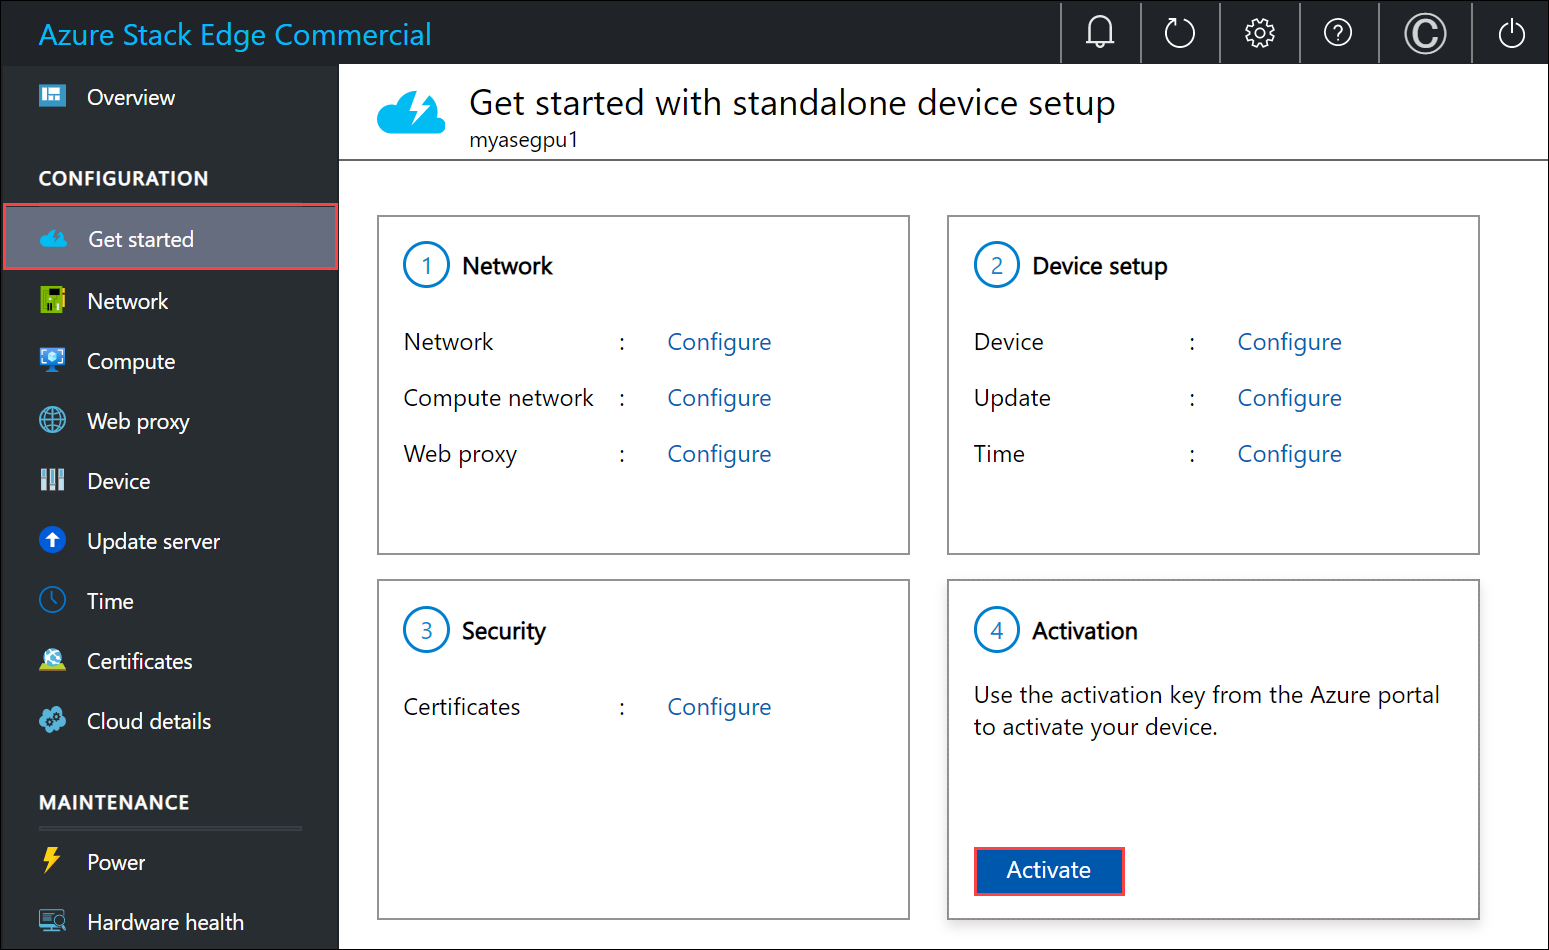 Azure Stack Edge Commercial
?
©
Overview
CONFIGURATION
Get started
Network
Compute
Web proxy
Device
Update server
Time
Certificates
Cloud details
MAINTENANCE
Power
Hardware health
Get started with standalone device setup
myasegpu1
1 Network
Network : Configure
Compute network : Configure
Web proxy : Configure
2 Device setup
Device : Configure
Update : Configure
Time : Configure
3 Security
Certificates : Configure
4 Activation
Use the activation key from the Azure portal
to activate your device.
Activate